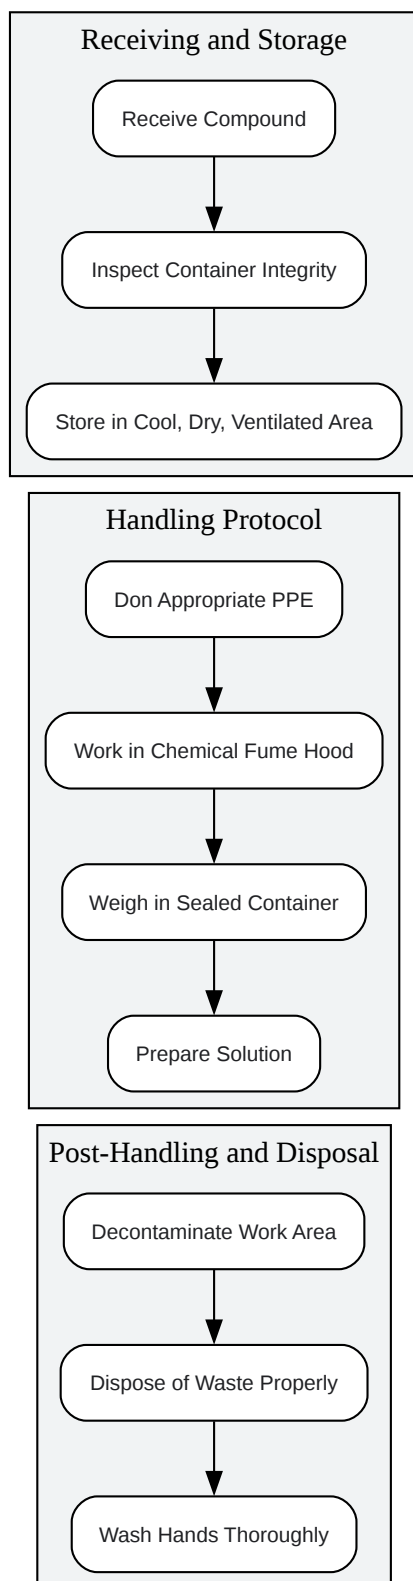 Receiving and Storage
Receive Compound
Inspect Container Integrity
Store in Cool, Dry, Ventilated Area
Handling Protocol
Don Appropriate PPE
Work in Chemical Fume Hood
Weigh in Sealed Container
Prepare Solution
Post-Handling and Disposal
Decontaminate Work Area
Dispose of Waste Properly
Wash Hands Thoroughly